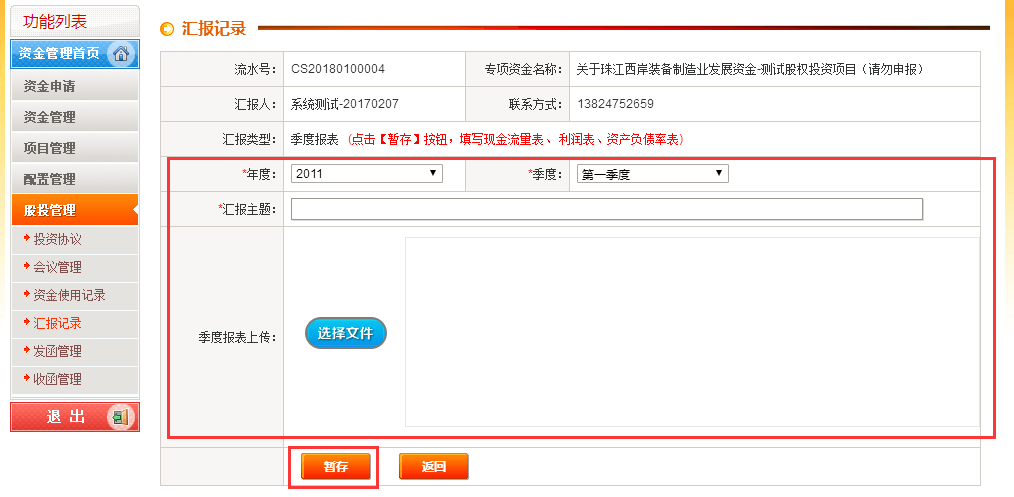 功能列表
资金管理首页
资金申请
资金管理
项目管理
配置管理
股投管理
投资协议
会议管理
资金使用记录
汇报记录
发函管理
收函管理
退 出
汇报记录
流水号： CS20180100004 专项资金名称： 关于珠江西岸装备制造业发展资金-测试股权投资项目（请勿申报）
汇报人： 系统测试-20170207 联系方式： 13824752659
汇报类型： 季度报表 (点击【暂存】按钮，填写现金流量表、利润表、资产负债率表)
*年度： 2011 *季度： 第一季度
*汇报主题：
季度报表上传： 选择文件
暂存 返回